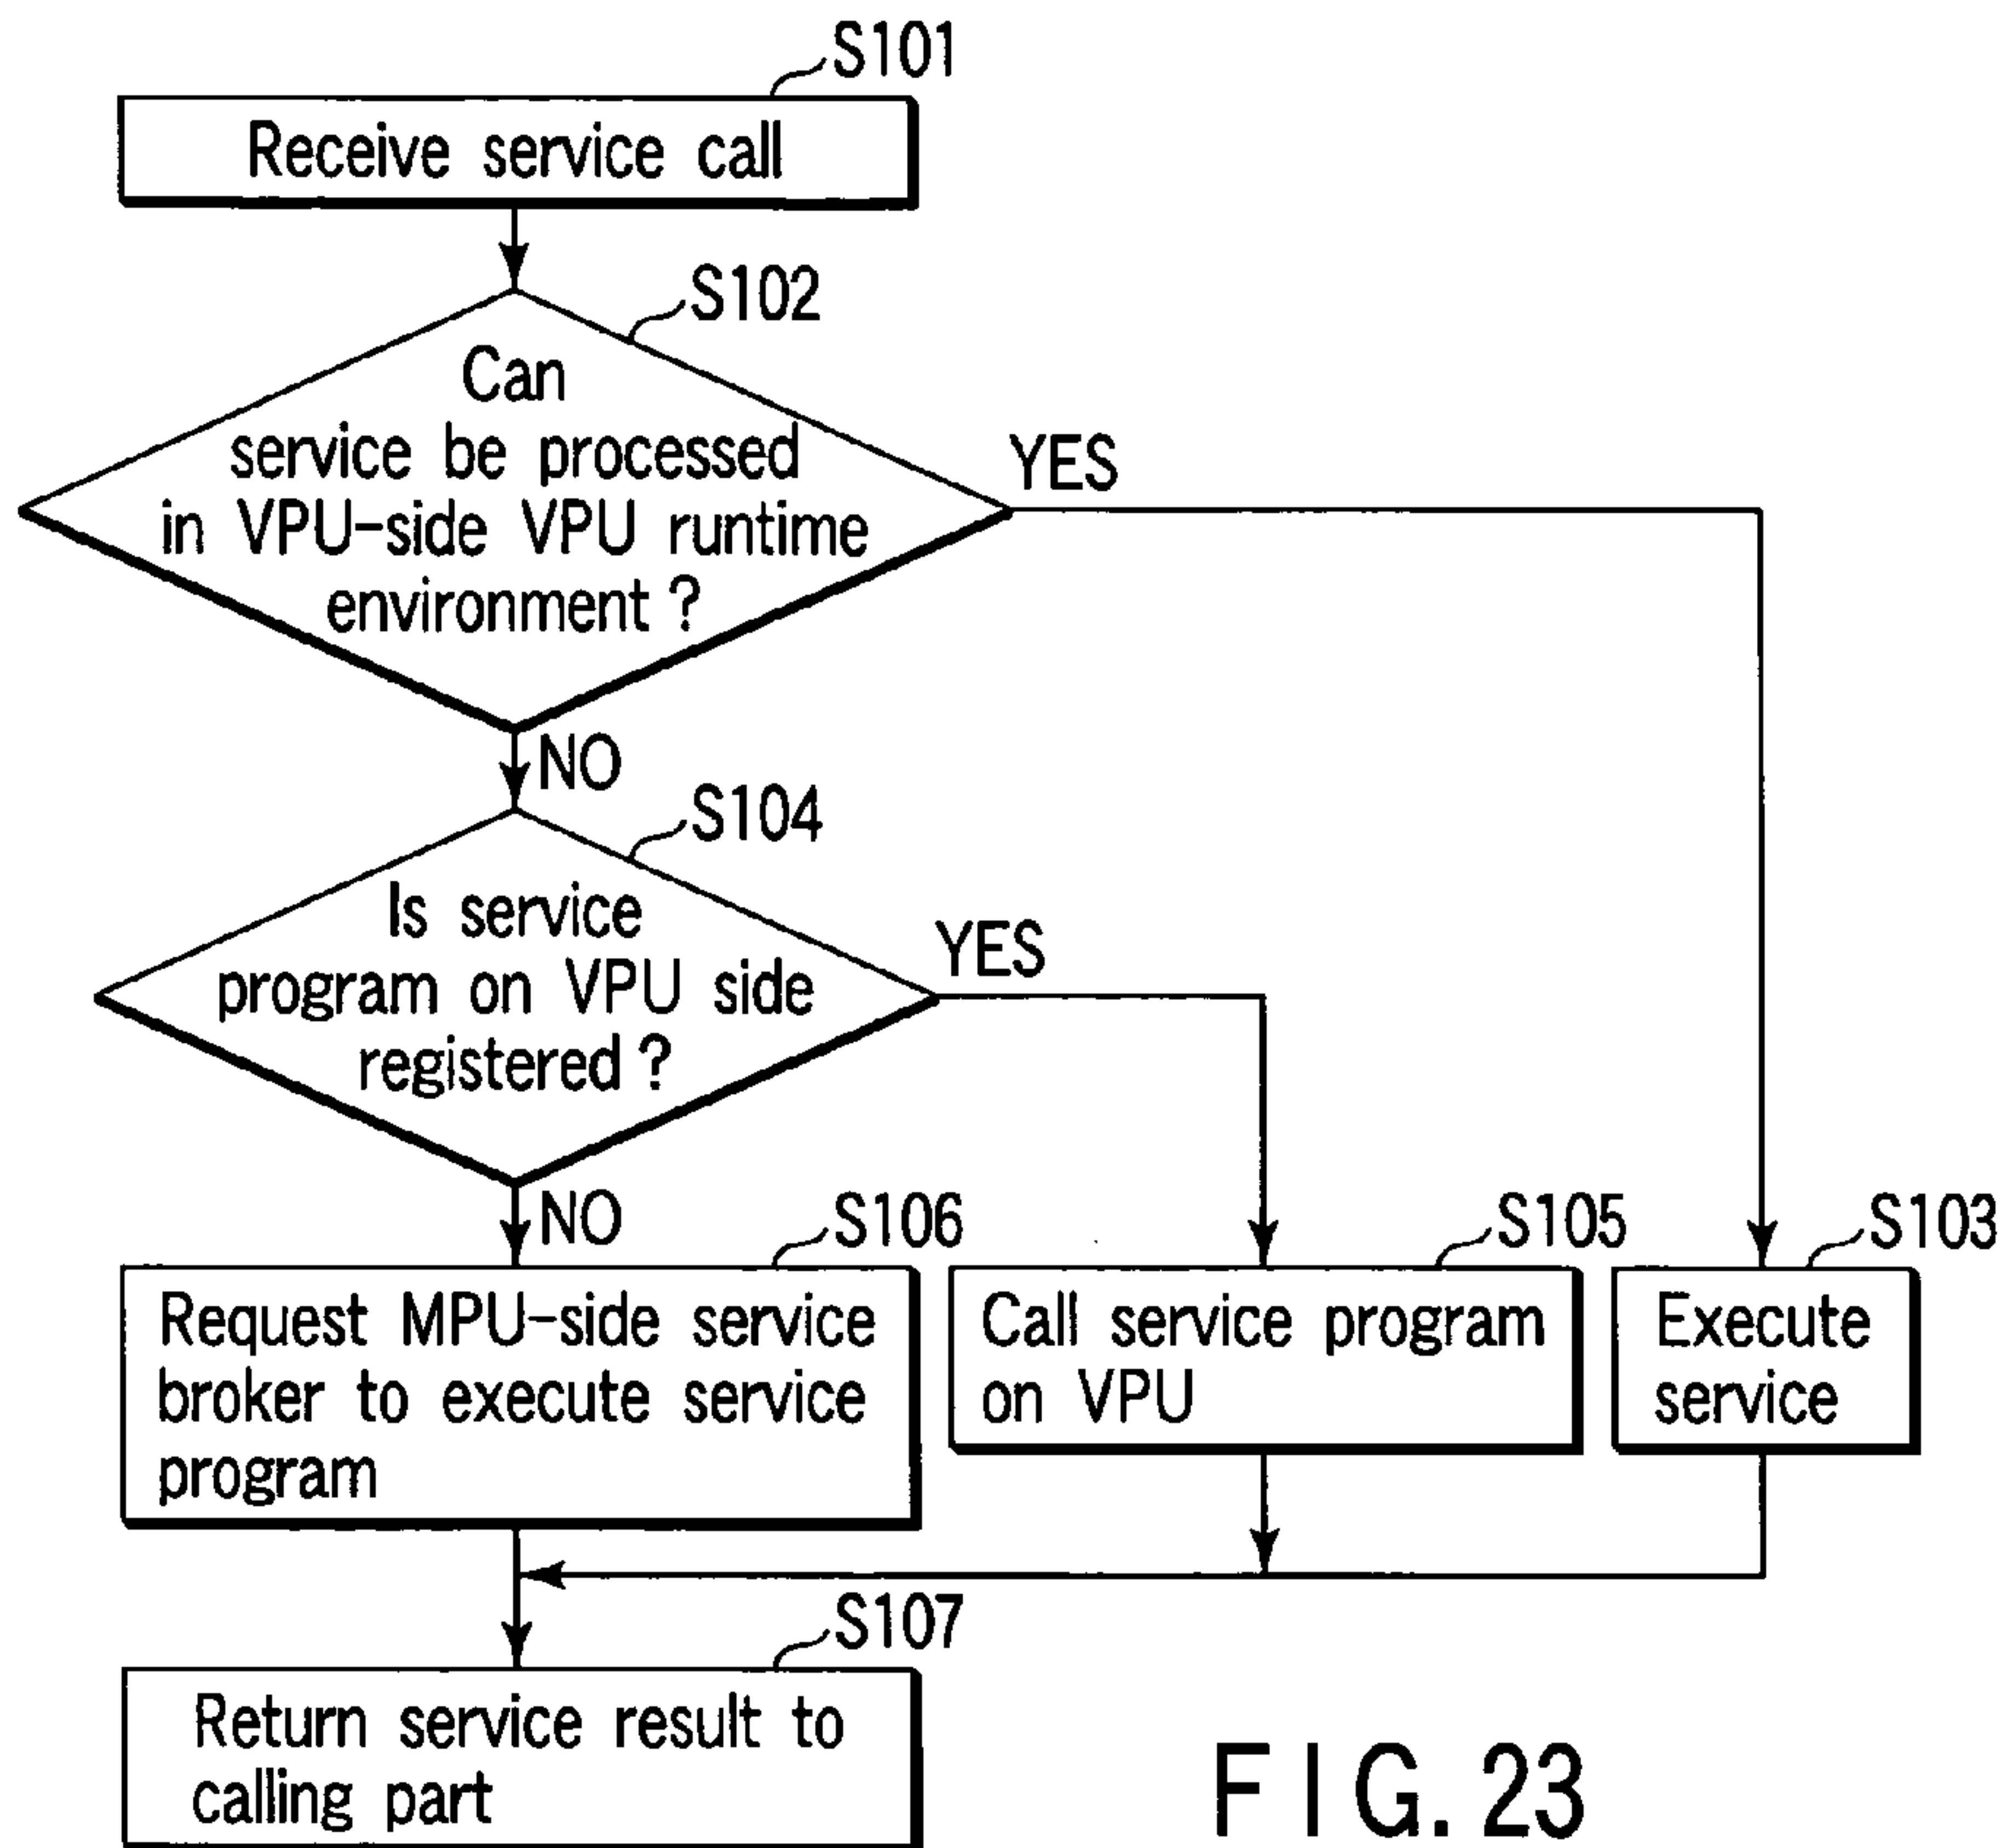 S101
Receive service call
S102
Can
service be processed
in VPU-side VPU runtime
environment ?
YES
NO
S104
Is service
program on VPU side
registered ?
YES
NO
S106
Request MPU-side service
broker to execute service
program
S105
Call service program
on VPU
S103
Execute
service
S107
Return service result to
calling part
FIG. 23